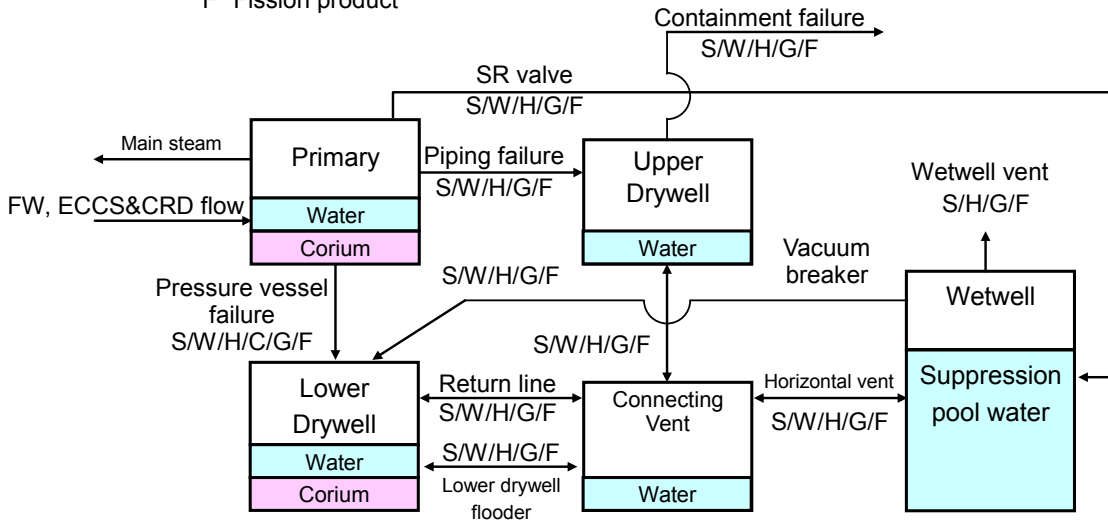 F Fission product
Containment failure
S/W/H/G/F
SR valve
S/W/H/G/F
Main steam
Primary
Piping failure
S/W/H/G/F
Upper
Drywell
Wetwell vent
S/H/G/F
FW, ECCS&CRD flow
Water
Corium
Water
Vacuum
breaker
S/W/H/G/F
Wetwell
Pressure vessel
failure
S/W/H/C/G/F
S/W/H/G/F
Lower
Drywell
Return line
S/W/H/G/F
Connecting
Vent
Horizontal vent
S/W/H/G/F
Suppression
pool water
Water
Corium
S/W/H/G/F
Lower drywell
flooder
Water